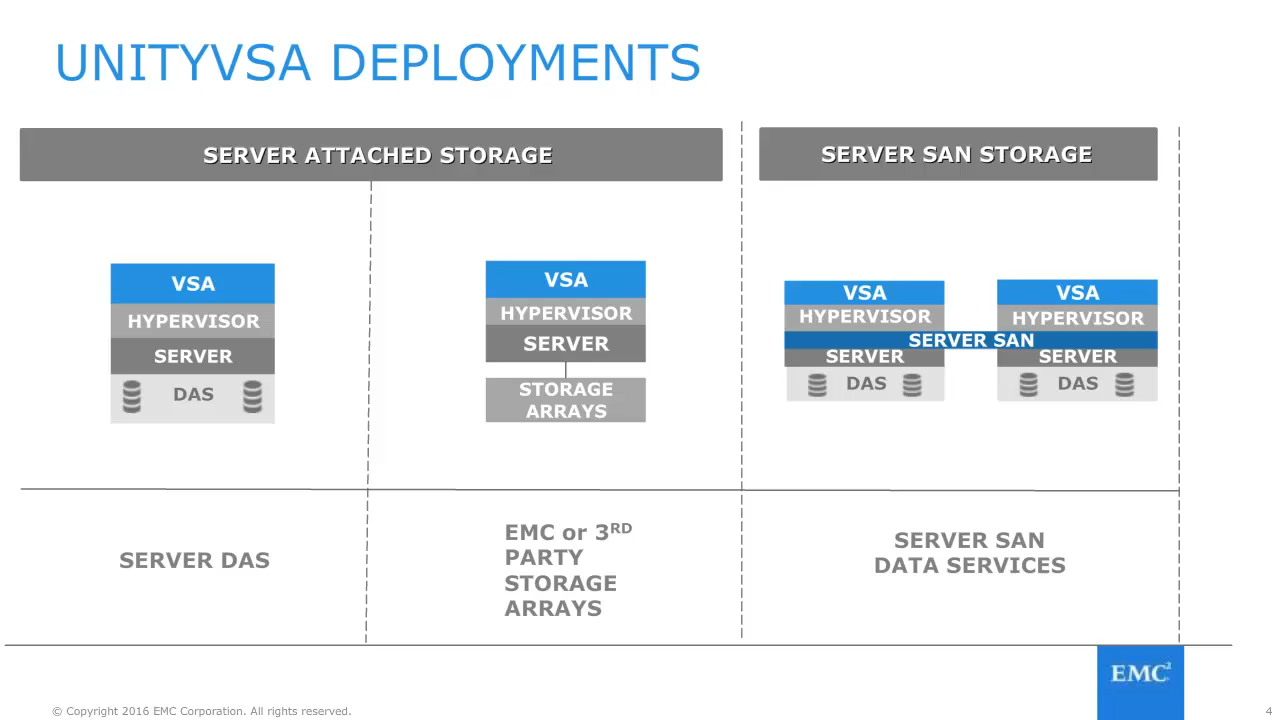 UNITYVSA DEPLOYMENTS
SERVER ATTACHED STORAGE
SERVER SAN STORAGE
VSA
HYPERVISOR
SERVER
DAS
VSA
HYPERVISOR
SERVER
STORAGE
ARRAYS
VSA
HYPERVISOR
VSA
HYPERVISOR
SERVER SAN
SERVER
SERVER
DAS
DAS
SERVER DAS
EMC or 3RD
PARTY
STORAGE
ARRAYS
SERVER SAN
DATA SERVICES
EMC²
© Copyright 2016 EMC Corporation. All rights reserved.
4